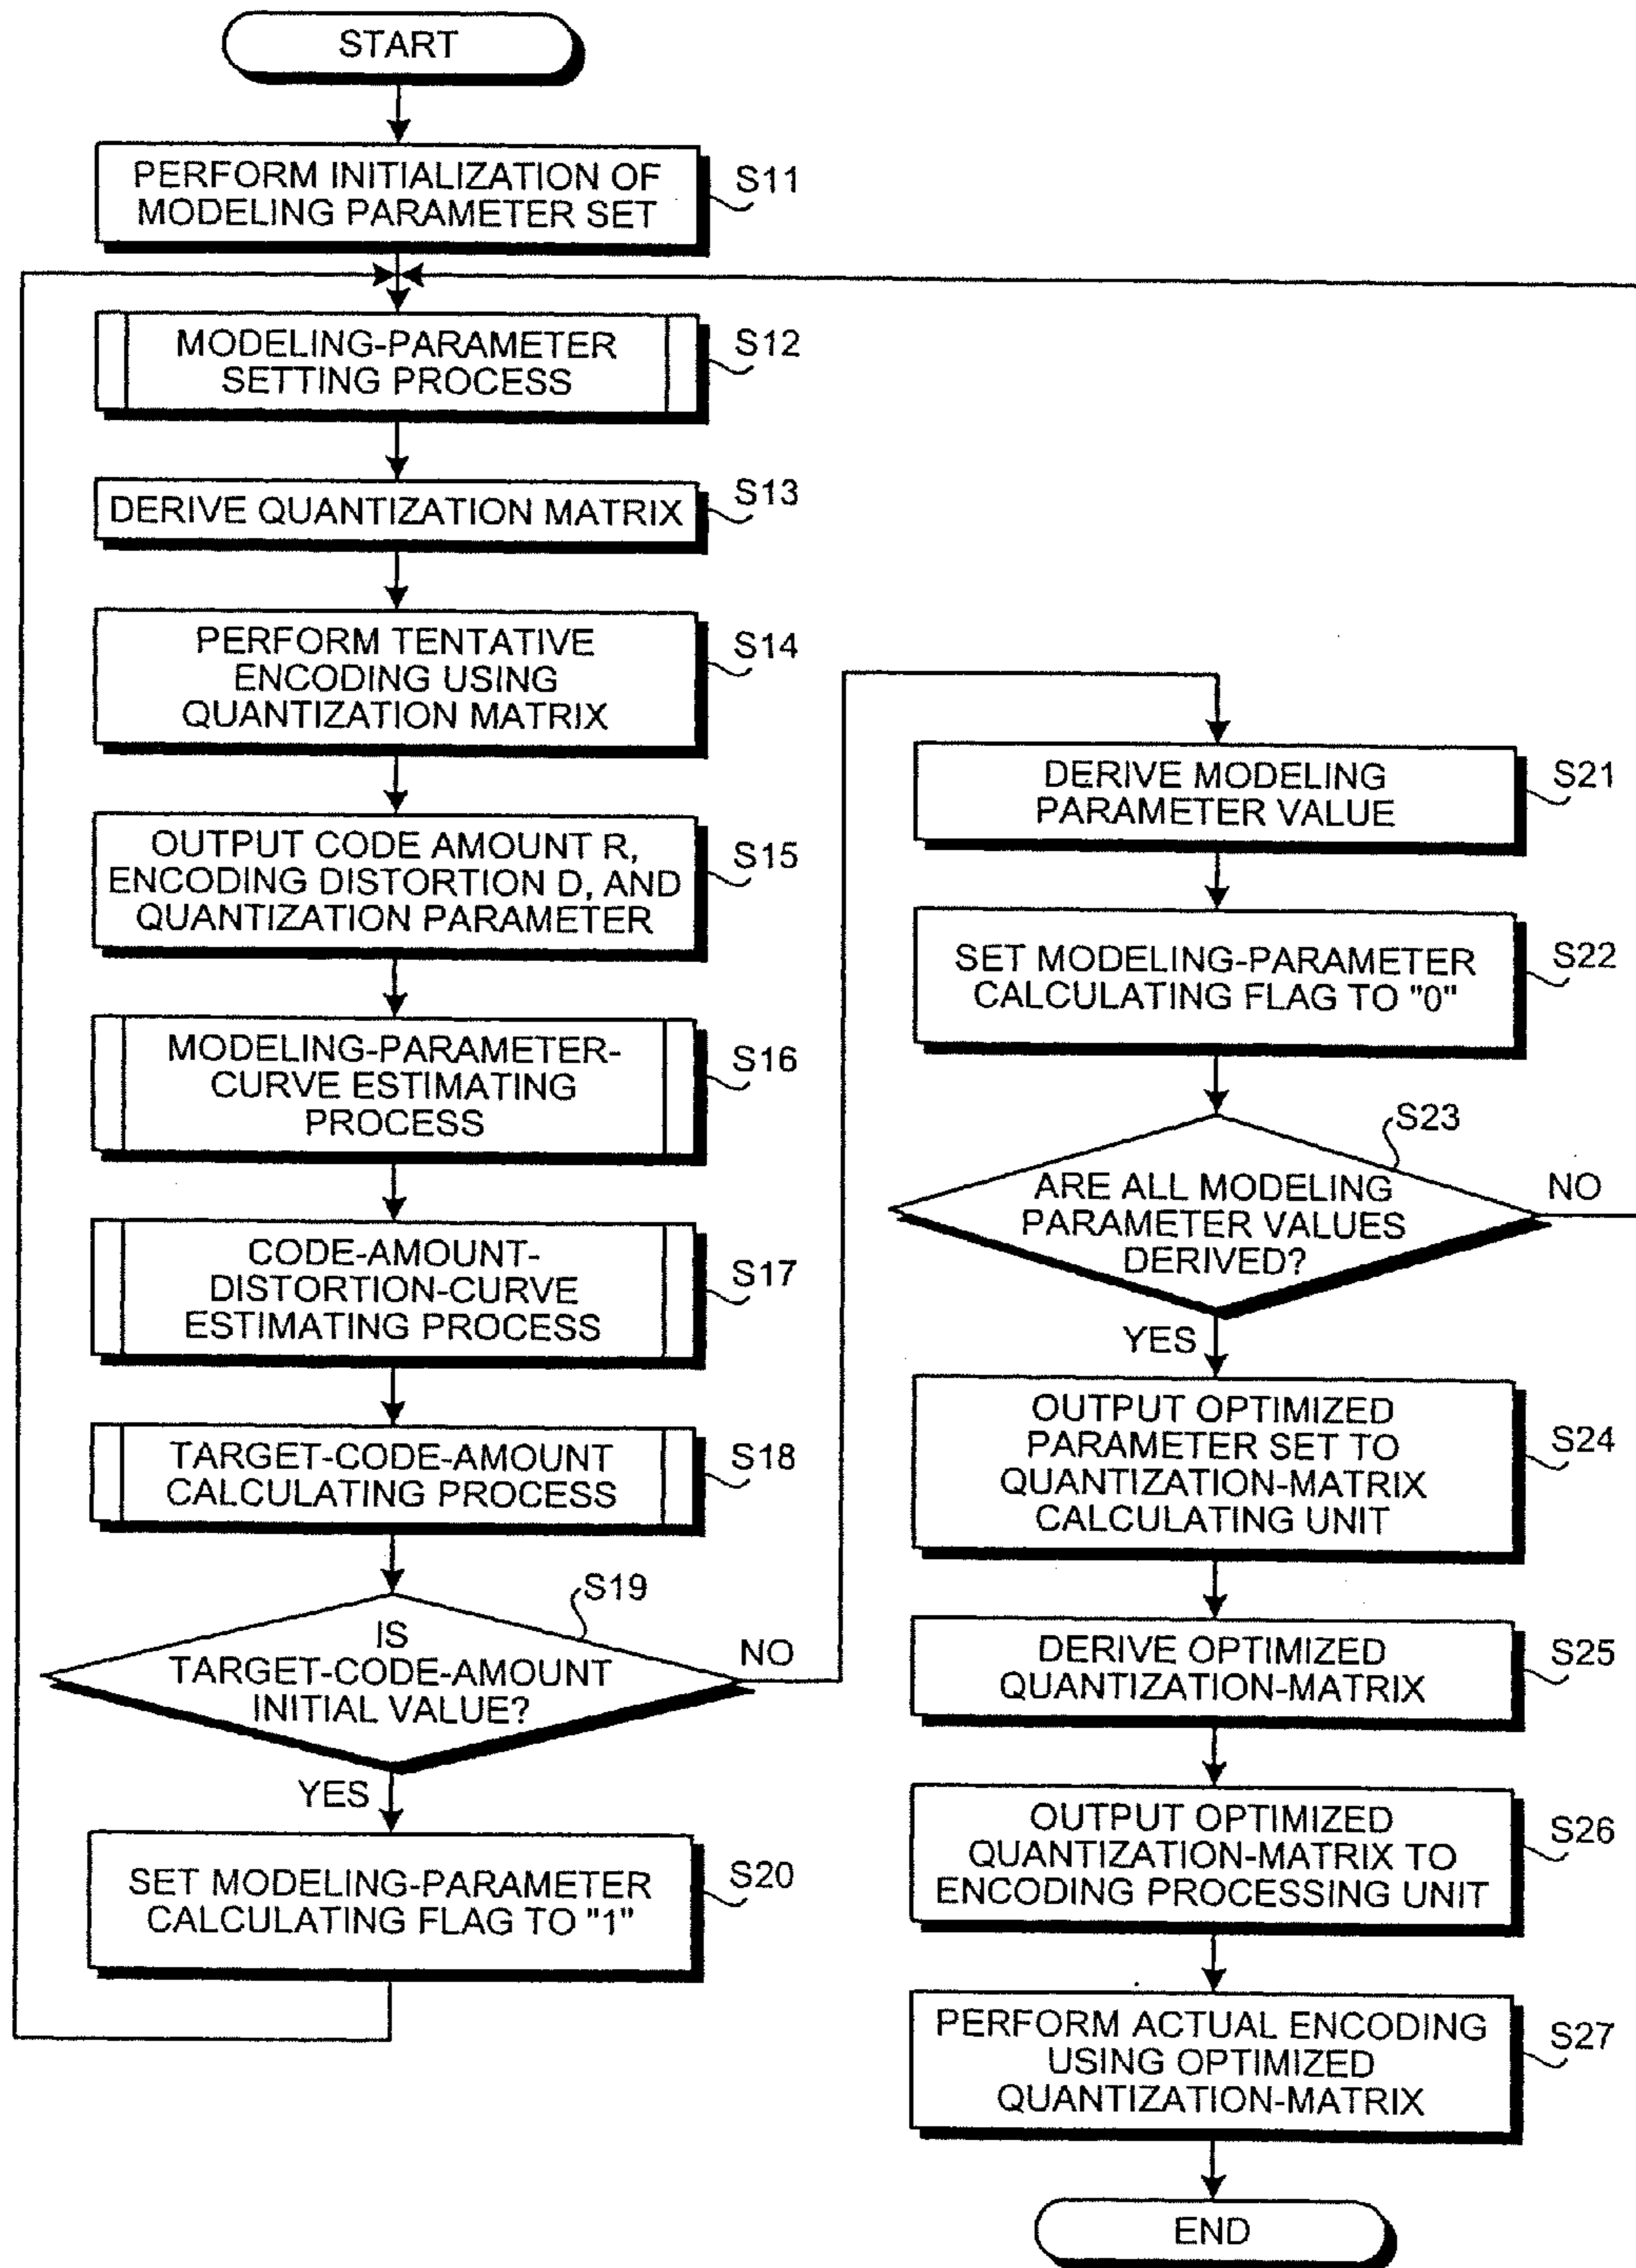 START
PERFORM INITIALIZATION OF
MODELING PARAMETER SET
S11
MODELING-PARAMETER
SETTING PROCESS
S12
DERIVE QUANTIZATION MATRIX
S13
PERFORM TENTATIVE
ENCODING USING
QUANTIZATION MATRIX
S14
OUTPUT CODE AMOUNT R,
ENCODING DISTORTION D, AND
QUANTIZATION PARAMETER
S15
MODELING-PARAMETER-
CURVE ESTIMATING
PROCESS
S16
CODE-AMOUNT-
DISTORTION-CURVE
ESTIMATING PROCESS
S17
TARGET-CODE-AMOUNT
CALCULATING PROCESS
S18
S19
IS
TARGET-CODE-AMOUNT
INITIAL VALUE?
NO
YES
SET MODELING-PARAMETER
CALCULATING FLAG TO "1"
S20
DERIVE MODELING
PARAMETER VALUE
S21
SET MODELING-PARAMETER
CALCULATING FLAG TO "0"
S22
S23
ARE ALL MODELING
PARAMETER VALUES
DERIVED?
NO
YES
OUTPUT OPTIMIZED
PARAMETER SET TO
QUANTIZATION-MATRIX
CALCULATING UNIT
S24
DERIVE OPTIMIZED
QUANTIZATION-MATRIX
S25
OUTPUT OPTIMIZED
QUANTIZATION-MATRIX TO
ENCODING PROCESSING UNIT
S26
PERFORM ACTUAL ENCODING
USING OPTIMIZED
QUANTIZATION-MATRIX
S27
END